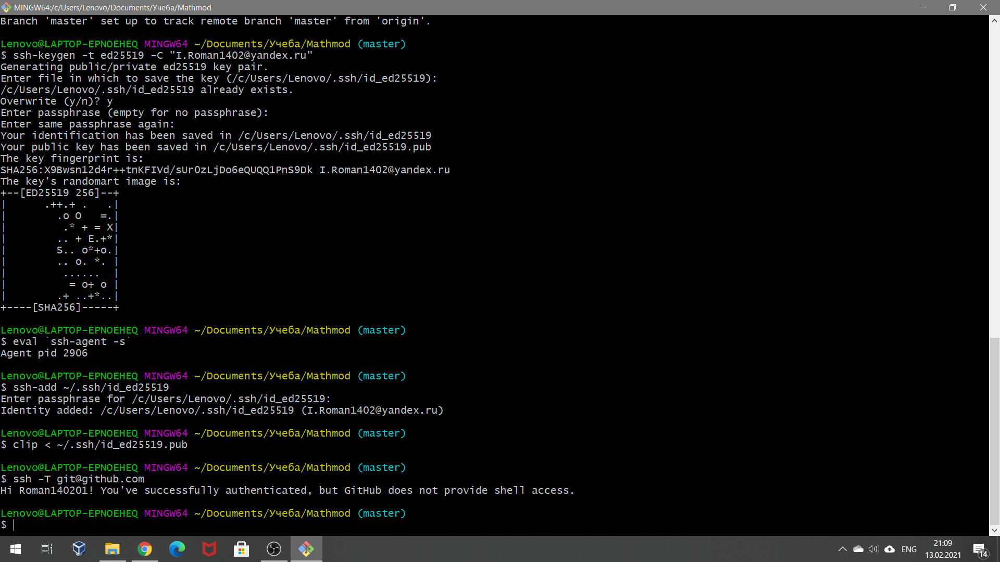 MINGW64:/c/Users/Lenovo/Documents/Учеба/Mathmod
Branch 'master' set up to track remote branch 'master' from 'origin'.
Lenovo@LAPTOP-EPNOEHEQ MINGW64 ~/Documents/Учеба/Mathmod (master)
$ ssh-keygen -t ed25519 -C "I.Roman1402@yandex.ru"
Generating public/private ed25519 key pair.
Enter file in which to save the key (/c/Users/Lenovo/.ssh/id_ed25519):
/c/Users/Lenovo/.ssh/id_ed25519 already exists.
Overwrite (y/n)? y
Enter passphrase (empty for no passphrase):
Enter same passphrase again:
Your identification has been saved in /c/Users/Lenovo/.ssh/id_ed25519
Your public key has been saved in /c/Users/Lenovo/.ssh/id_ed25519.pub
The key fingerprint is:
SHA256:X9Bwsn12d4r++tnKFIVd/sUrOzLjDo6eQUQQ1PnS9Dk I.Roman1402@yandex.ru
The key's randomart image is:
+--[ED25519 256]--+
|      .++.+ .   .|
|        .o O   =.|
|         .* + = X|
|        .. + E.+*|
|        S.. o*+o.|
|        .. o. *. |
|         ......  |
|          = o+ o |
|        .+ ..+*..|
+----[SHA256]-----+
Lenovo@LAPTOP-EPNOEHEQ MINGW64 ~/Documents/Учеба/Mathmod (master)
$ eval `ssh-agent -s`
Agent pid 2906
Lenovo@LAPTOP-EPNOEHEQ MINGW64 ~/Documents/Учеба/Mathmod (master)
$ ssh-add ~/.ssh/id_ed25519
Enter passphrase for /c/Users/Lenovo/.ssh/id_ed25519:
Identity added: /c/Users/Lenovo/.ssh/id_ed25519 (I.Roman1402@yandex.ru)
Lenovo@LAPTOP-EPNOEHEQ MINGW64 ~/Documents/Учеба/Mathmod (master)
$ clip < ~/.ssh/id_ed25519.pub
Lenovo@LAPTOP-EPNOEHEQ MINGW64 ~/Documents/Учеба/Mathmod (master)
$ ssh -T git@github.com
Hi Roman140201! You've successfully authenticated, but GitHub does not provide shell access.
Lenovo@LAPTOP-EPNOEHEQ MINGW64 ~/Documents/Учеба/Mathmod (master)
$
ENG
21:09
13.02.2021
14